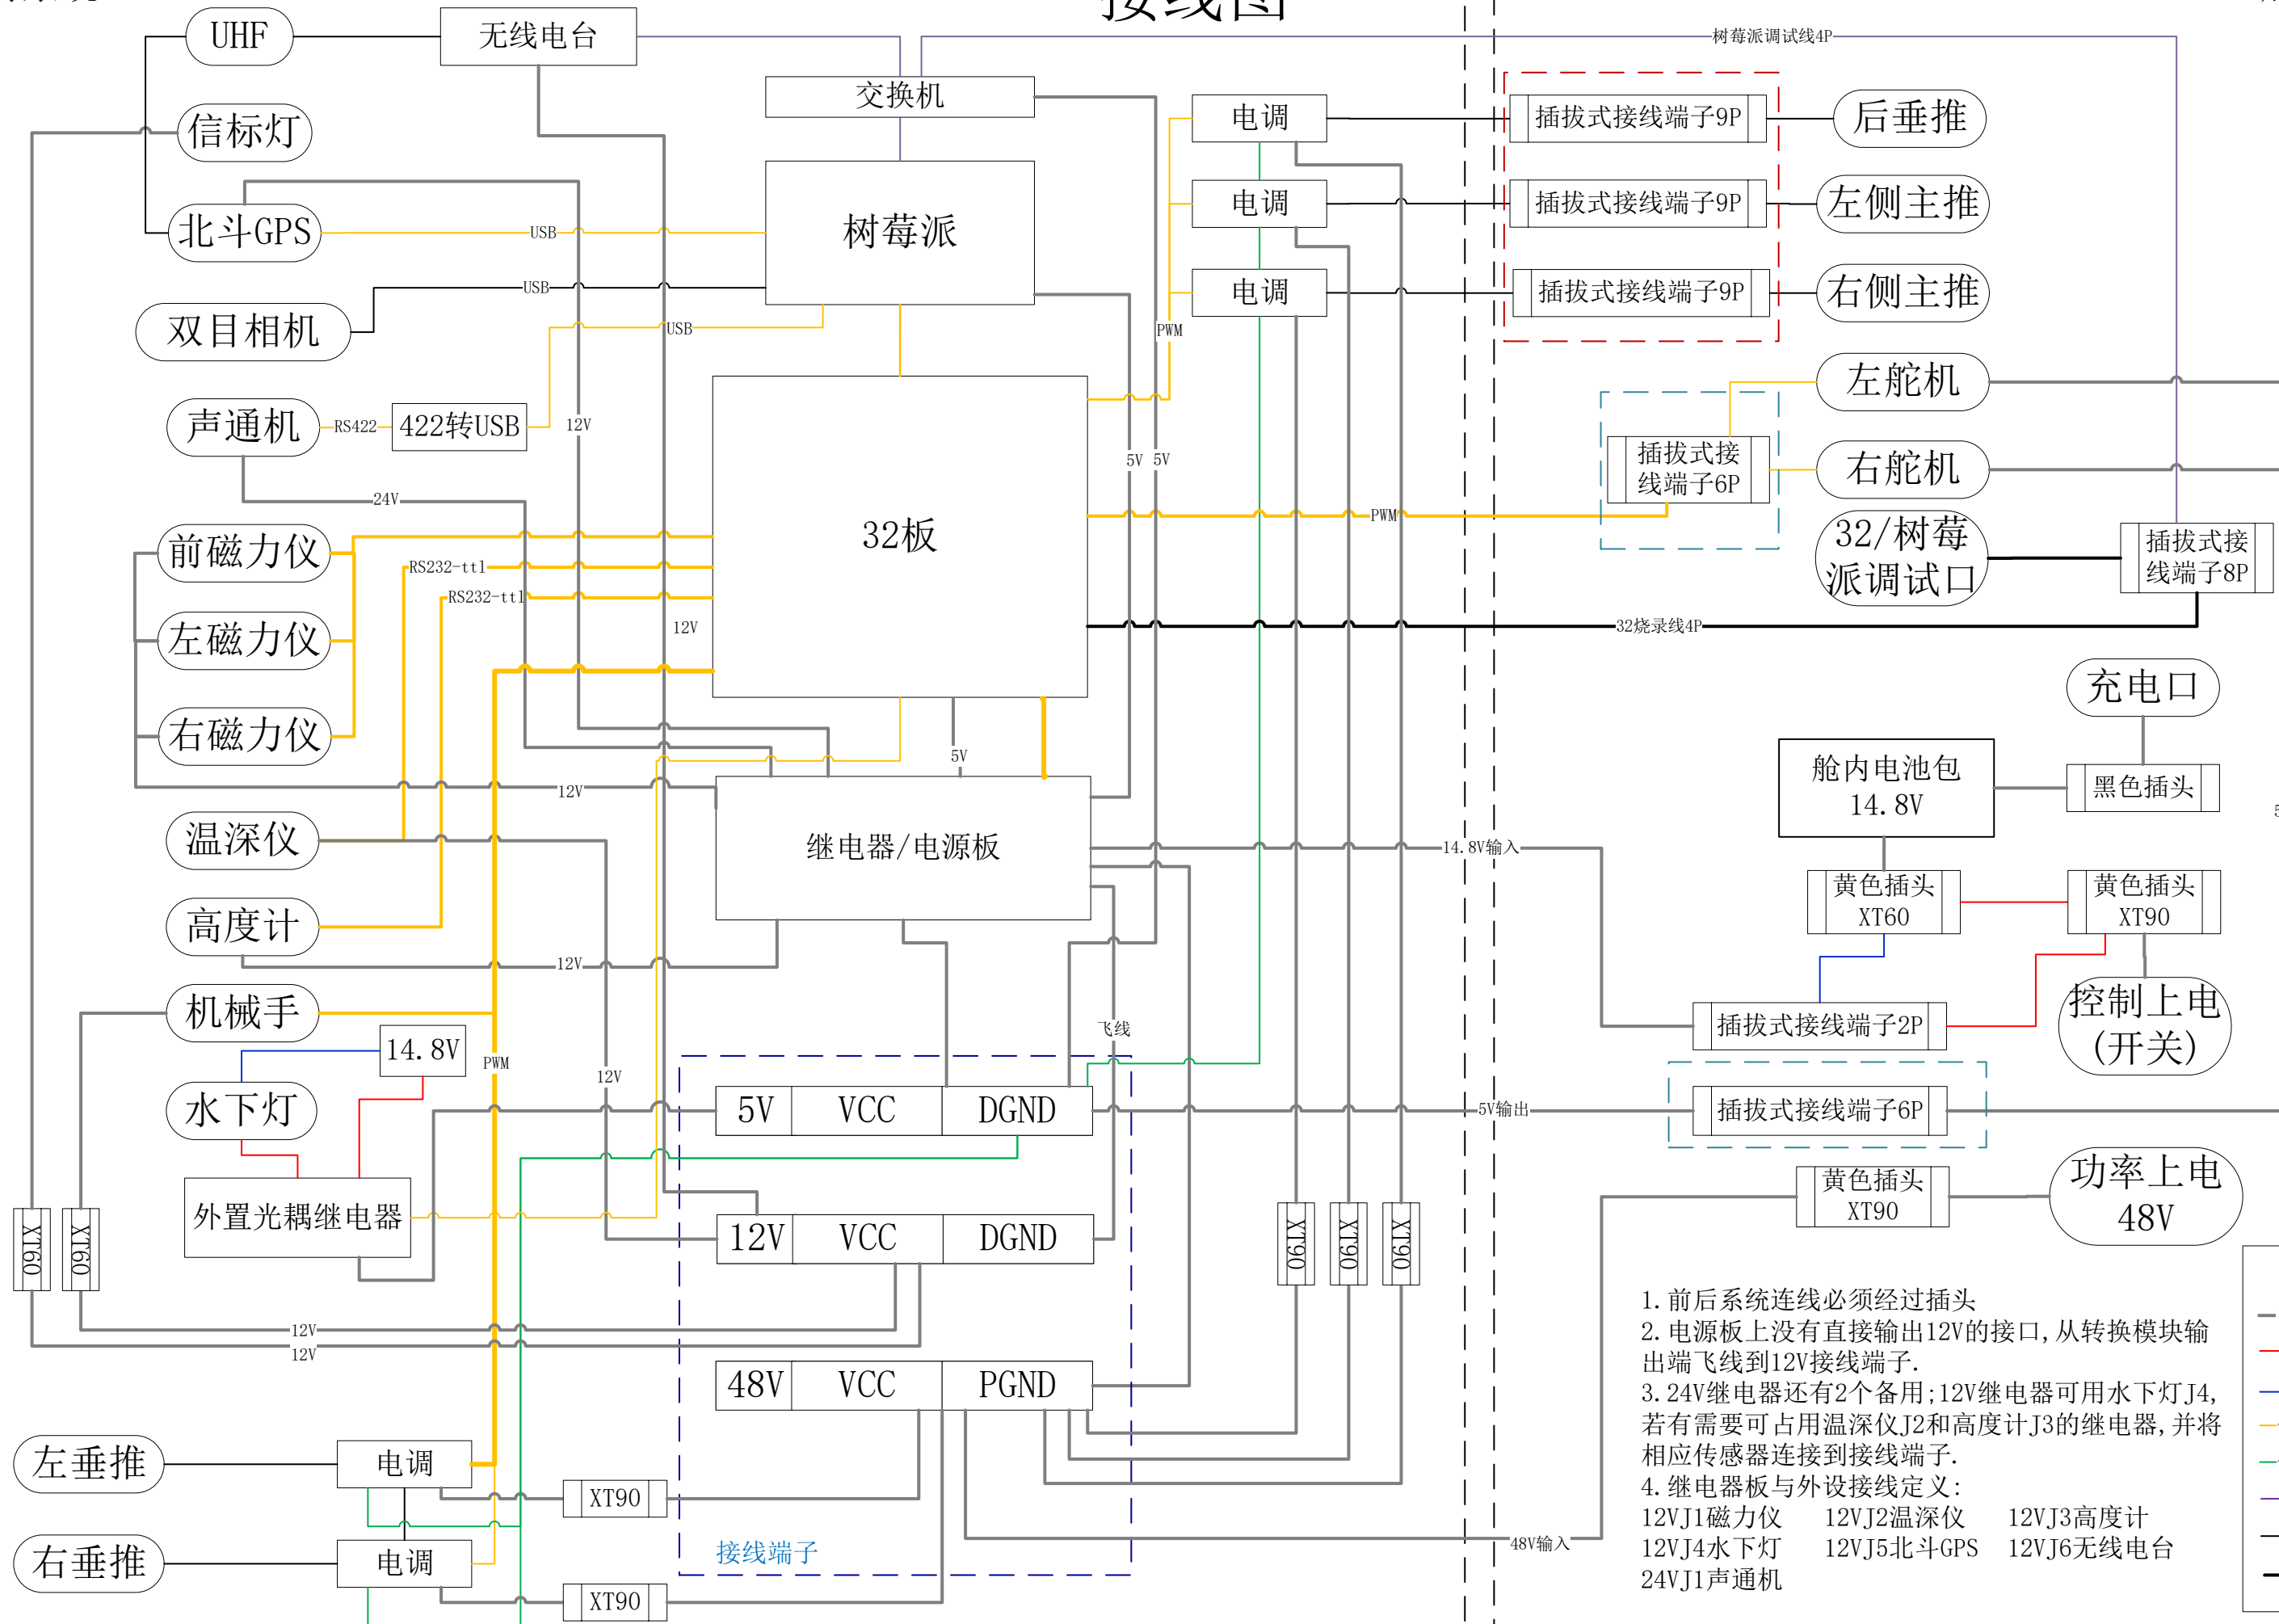 接线图
UHF
无线电台
树莓派调试线4P
交换机
电调
插拔式接线端子9P
后垂推
信标灯
电调
插拔式接线端子9P
左侧主推
北斗GPS
USB
树莓派
电调
插拔式接线端子9P
右侧主推
USB
双目相机
USB
PWM
左舵机
声通机
RS422
422转USB
12V
5V
5V
插拔式接
线端子6P
右舵机
24V
32板
PWM
前磁力仪
32/树莓
派调试口
插拔式接
线端子8P
RS232-ttl
RS232-ttl
左磁力仪
12V
32烧录线4P
右磁力仪
充电口
5V
舱内电池包
14.8V
黑色插头
12V
温深仪
继电器/电源板
14.8V输入
黄色插头
XT60
黄色插头
XT90
高度计
12V
机械手
飞线
插拔式接线端子2P
控制上电
(开关)
14.8V
PWM
12V
水下灯
5V
VCC
DGND
5V输出
插拔式接线端子6P
外置光耦继电器
黄色插头
XT90
功率上电
48V
12V
VCC
DGND
XT60
XT60
XT90
XT90
XT90
12V
12V
48V
VCC
PGND
1.前后系统连线必须经过插头
2.电源板上没有直接输出12V的接口,从转换模块输
出端飞线到12V接线端子.
3.24V继电器还有2个备用;12V继电器可用水下灯J4,
若有需要可占用温深仪J2和高度计J3的继电器,并将
相应传感器连接到接线端子.
4.继电器板与外设接线定义:
12VJ1磁力仪 12VJ2温深仪 12VJ3高度计
12VJ4水下灯 12VJ5北斗GPS 12VJ6无线电台
24VJ1声通机
左垂推
电调
XT90
接线端子
48V输入
右垂推
电调
XT90